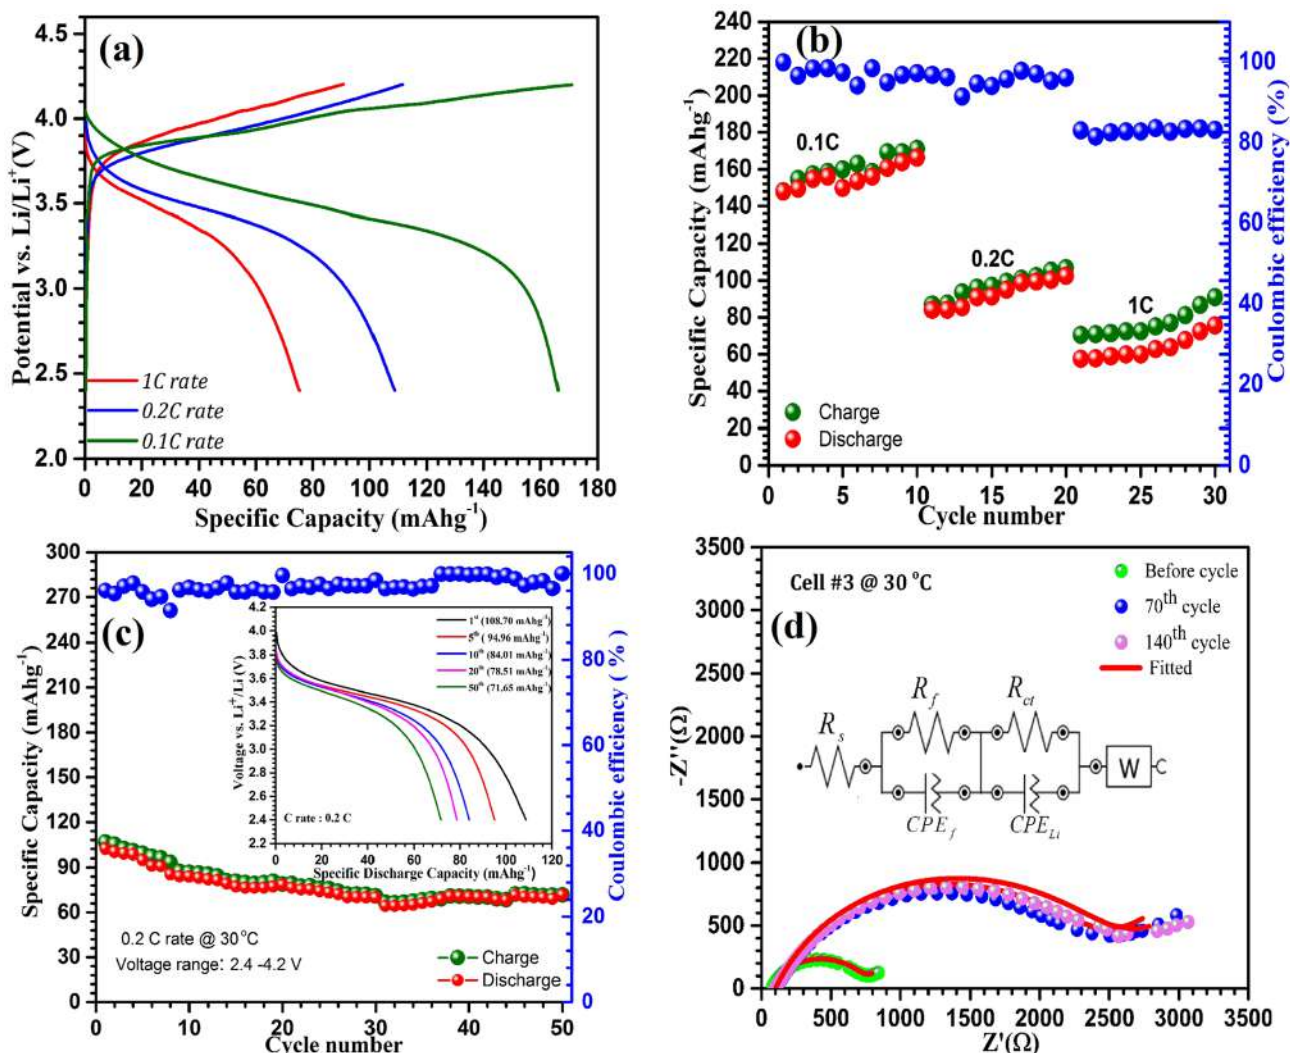 (a)
4.5
4.0
3.5
3.0
2.5
2.0
Potential vs. Li/Li⁺(V)
1C rate
0.2C rate
0.1C rate
0 20 40 60 80 100 120 140 160 180
Specific Capacity (mAhg⁻¹)
(b)
240
220
200
180
160
140
120
100
80
60
40
20
0
Specific Capacity (mAhg⁻¹)
0.1C
0.2C
1C
Charge
Discharge
100
80
60
40
20
0
Coulombic efficiency (%)
0 5 10 15 20 25 30
Cycle number
(c)
300
270
240
210
180
150
120
90
60
30
0
Specific Capacity (mAhg⁻¹)
4.2
4.0
3.8
3.6
3.4
3.2
3.0
2.8
2.6
2.4
2.2
Voltage vs. Li⁺/Li (V)
1ˢᵗ (108.70 mAhg⁻¹)
5ᵗʰ ( 94.96 mAhg⁻¹)
10ᵗʰ (84.01 mAhg⁻¹)
20ᵗʰ (78.51 mAhg⁻¹)
50ᵗʰ (71.65 mAhg⁻¹)
C rate : 0.2 C
0 20 40 60 80 100 120
Specific Discharge Capacity (mAhg⁻¹)
0.2 C rate @ 30°C
Voltage range: 2.4 -4.2 V
Charge
Discharge
100
80
60
40
20
0
Coulombic efficiency ( %)
0 10 20 30 40 50
Cycle number
(d)
3500
3000
2500
2000
1500
1000
500
0
-Z''(Ω)
Cell #3 @ 30 °C
Before cycle
70ᵗʰ cycle
140ᵗʰ cycle
Fitted
R_s
R_f
R_ct
CPE_f
CPE_Li
W
0 500 1000 1500 2000 2500 3000 3500
Z'(Ω)